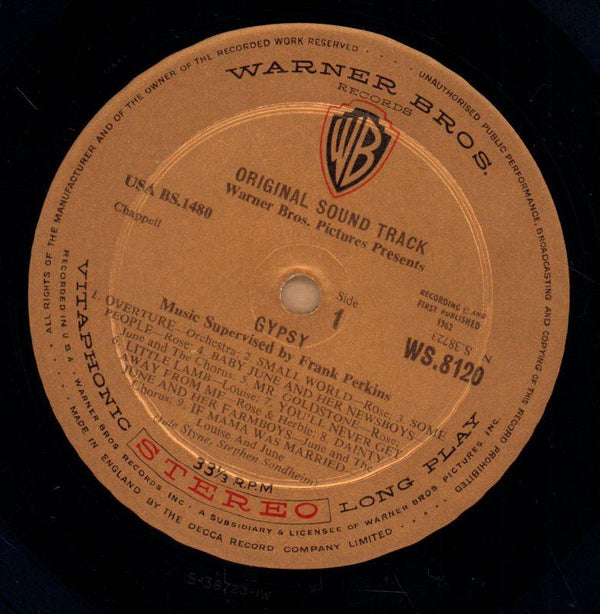 ALL RIGHTS OF THE MANUFACTURER AND OF THE OWNER OF THE RECORDED WORK RESERVED
UNAUTHORISED PUBLIC PERFORMANCE, BROADCASTING AND COPYING OF THIS RECORD PROHIBITED
WARNER BROS.
RECORDS
WB
ORIGINAL SOUND TRACK
Warner Bros. Pictures Presents
USA BS.1480
Chappell
RECORDING © AND
FIRST PUBLISHED
1962
N S.38723
WS.8120
Side
1
GYPSY
Music Supervised by Frank Perkins
1. OVERTURE—Orchestra; 2. SMALL WORLD—Rose; 3. SOME
PEOPLE—Rose; 4. BABY JUNE AND HER NEWSBOYS
June and The Chorus; 5. MR. GOLDSTONE—Rose;
6. LITTLE LAMB—Louise; 7. YOU'LL NEVER GET
AWAY FROM ME—Rose & Herbie; 8. DAINTY
JUNE AND HER FARMBOYS—June and The
Chorus; 9. IF MAMA WAS MARRIED—
Louise And June
(Jule Styne, Stephen Sondheim)
33⅓ R.P.M
VITAPHONIC STEREO LONG PLAY
RECORDED IN U.S.A. WARNER BROS RECORDS INC. A SUBSIDIARY & LICENSEE OF WARNER BROS PICTURES INC.
MADE IN ENGLAND BY THE DECCA RECORD COMPANY LIMITED
S-38723-1W